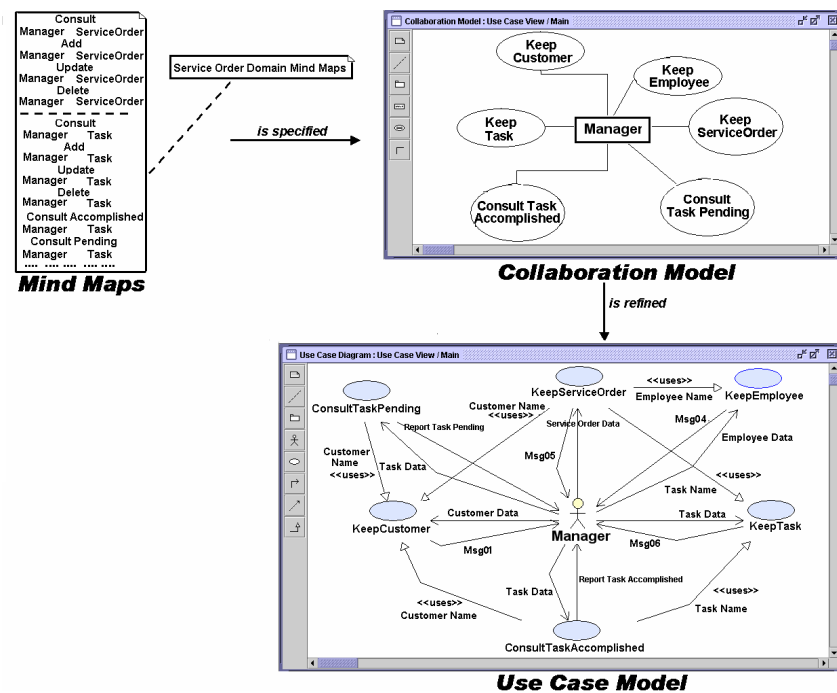 Consult
Manager ServiceOrder
Add
Manager ServiceOrder
Update
Manager ServiceOrder
Delete
Manager ServiceOrder
Consult
Manager Task
Add
Manager Task
Update
Manager Task
Delete
Manager Task
Consult Accomplished
Manager Task
Consult Pending
Manager Task
.... .... .... .... ....
Mind Maps
Service Order Domain Mind Maps
is specified
Collaboration Model : Use Case View / Main
Keep
Customer
Keep
Employee
Keep
Task
Manager
Keep
ServiceOrder
Consult Task
Accomplished
Consult
Task Pending
Collaboration Model
is refined
Use Case Diagram : Use Case View / Main
ConsultTaskPending
KeepServiceOrder
<<uses>>
Employee Name
KeepEmployee
Customer Name
<<uses>>
Report Task Pending
Service Order Data
Msg04
Employee Data
Customer
Name
<<uses>>
Task Data
Msg05
<<uses>>
Task Name
KeepCustomer
Customer Data
Manager
Task Data
KeepTask
Msg01
Msg06
Task Data
Report Task Accomplished
<<uses>>
Customer Name
<<uses>>
Task Name
ConsultTaskAccomplished
Use Case Model